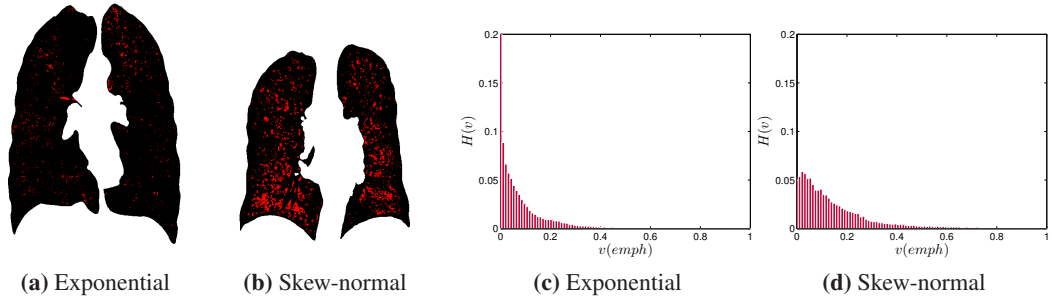 0.2
0.15
0.1
0.05
0
H(v)
0 0.2 0.4 0.6 0.8 1
v(emph)
0.2
0.15
0.1
0.05
0
H(v)
0 0.2 0.4 0.6 0.8 1
v(emph)
(a) Exponential
(b) Skew-normal
(c) Exponential
(d) Skew-normal